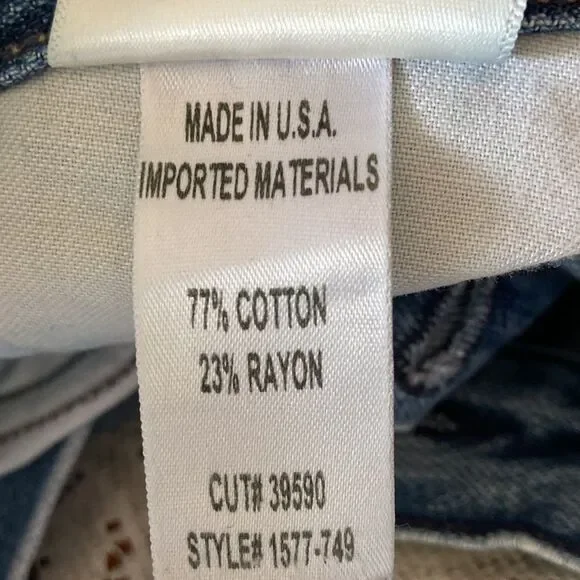 MADE IN U.S.A.
IMPORTED MATERIALS
77% COTTON
23% RAYON
CUT# 39590
STYLE# 1577-749